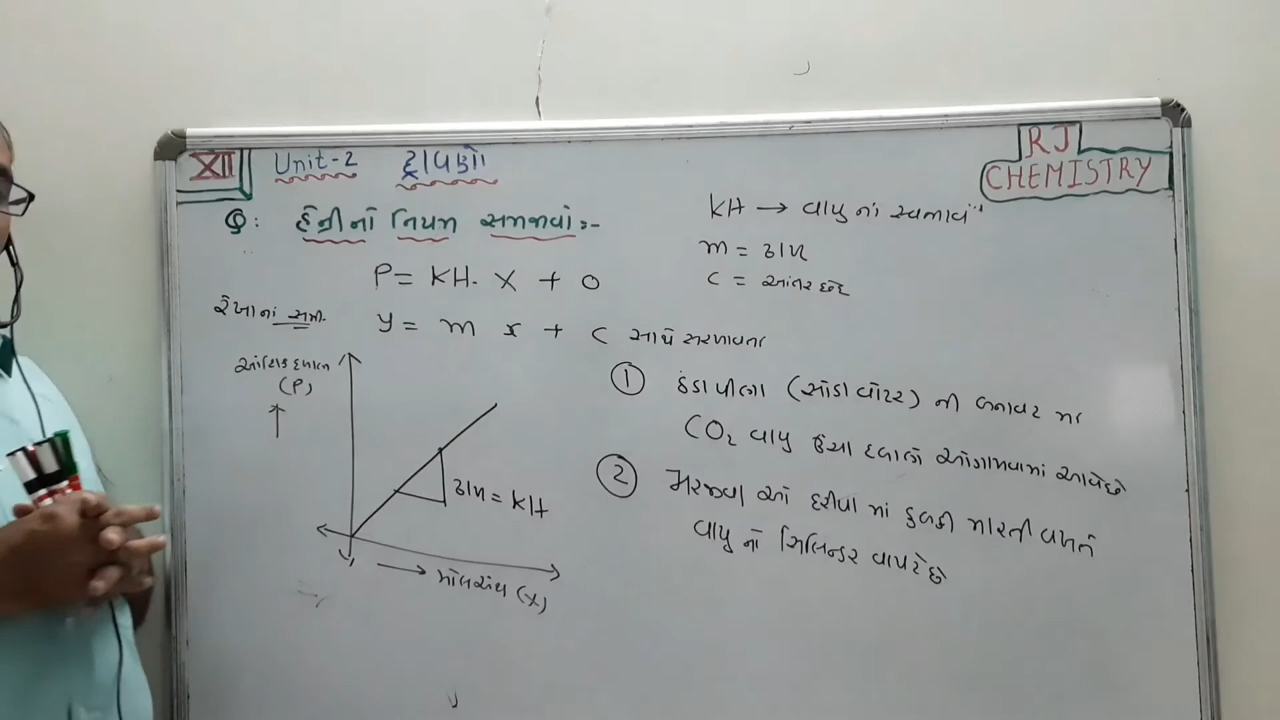 XII Unit-2 દ્રાવણો
RJ
CHEMISTRY
Q: હેન્રીનો નિયમ સમજાવો:-
KH → વાયુ નો સ્વભાવ
m = ઢાળ
c = આંતર છેદ
P = KH. X + 0
રેખાનાં સમી.
y = m x + c સાથે સરખાવતા
આંશિક દબાણ
(P)
↑
ઢાળ = KH
→ મોલઅંશ (X)
① ઠંડાપીણા (સોડાવોટર) ની બનાવટ માં
CO₂ વાયુ ઉંચા દબાણે ઓગાળવામાં આવે છે
② મરજીવા ઓ દરીયા માં ડુબકી મારતી વખતે
વાયુ નો સિલિન્ડર વાપરે છે